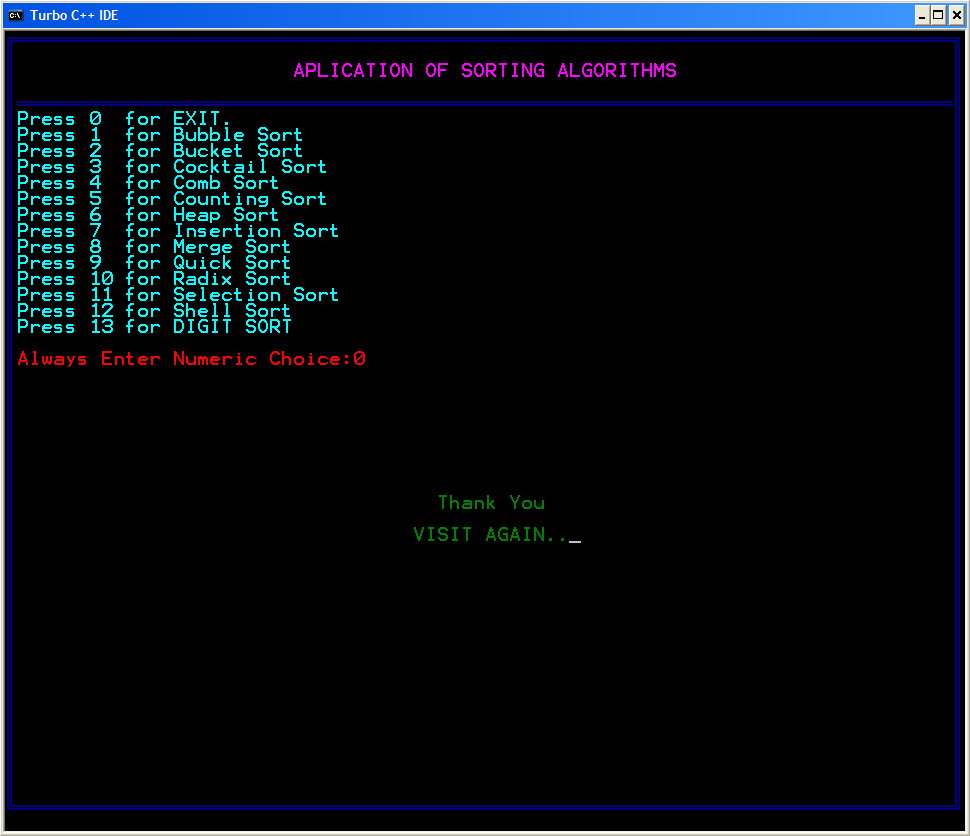 Turbo C++ IDE
APLICATION OF SORTING ALGORITHMS
Press 0  for EXIT.
Press 1  for Bubble Sort
Press 2  for Bucket Sort
Press 3  for Cocktail Sort
Press 4  for Comb Sort
Press 5  for Counting Sort
Press 6  for Heap Sort
Press 7  for Insertion Sort
Press 8  for Merge Sort
Press 9  for Quick Sort
Press 10 for Radix Sort
Press 11 for Selection Sort
Press 12 for Shell Sort
Press 13 for DIGIT SORT
Always Enter Numeric Choice:0
Thank You
VISIT AGAIN.._